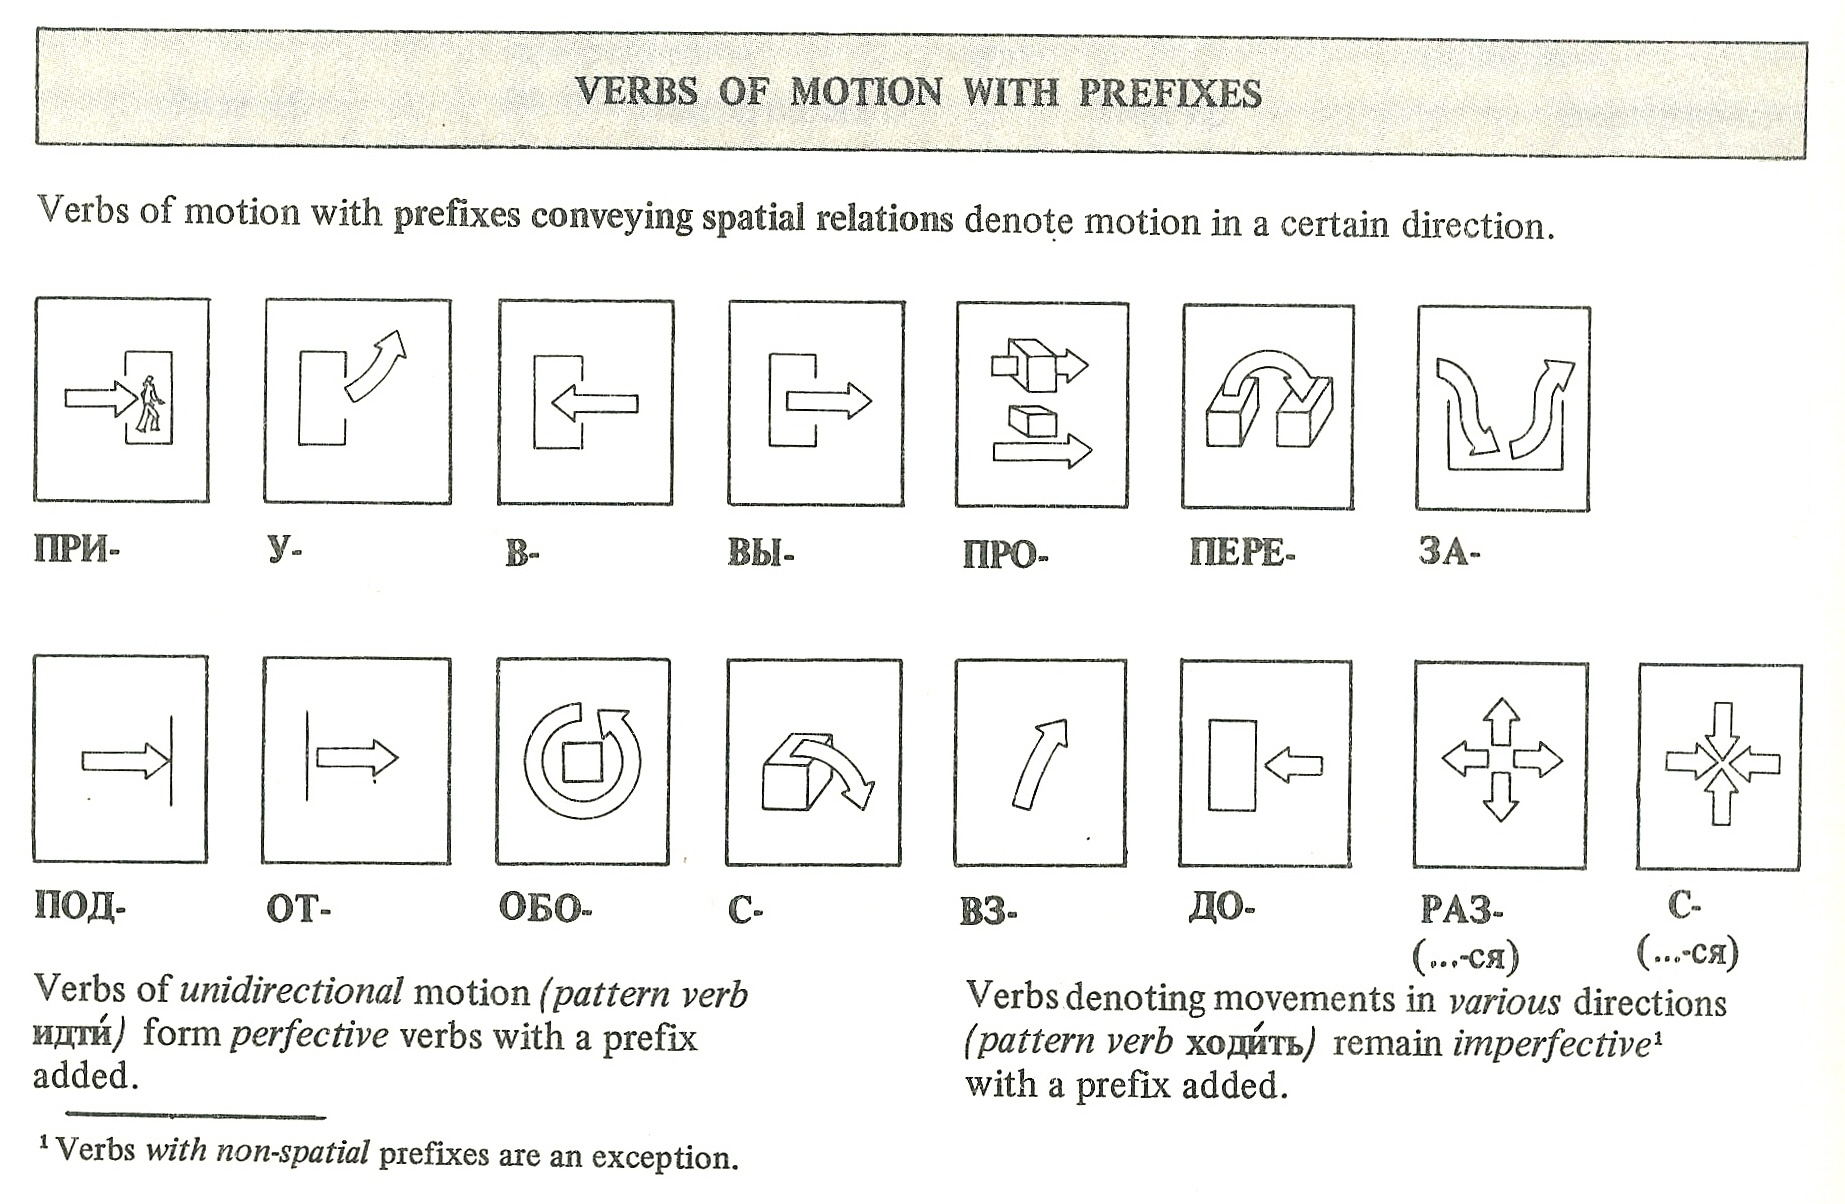 VERBS OF MOTION WITH PREFIXES
Verbs of motion with prefixes conveying spatial relations denote motion in a certain direction.
ПРИ- У- В- ВЫ- ПРО- ПЕРЕ- ЗА-
ПОД- ОТ- ОБО- С- ВЗ- ДО- РАЗ- С-
(...-ся) (...-ся)
Verbs of unidirectional motion (pattern verb
идти́) form perfective verbs with a prefix
added.
Verbs denoting movements in various directions
(pattern verb ходи́ть) remain imperfective¹
with a prefix added.
¹ Verbs with non-spatial prefixes are an exception.